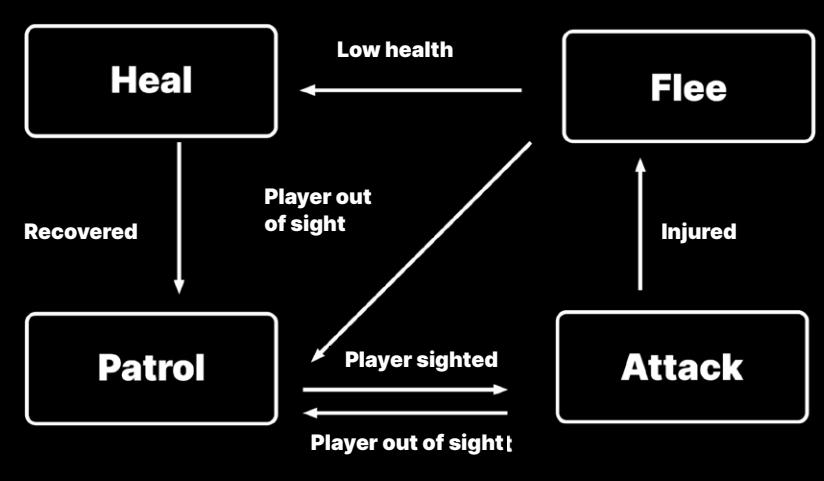 Low health
Heal
Flee
Player out
of sight
Recovered
Injured
Player sighted
Patrol
Attack
Player out of sight